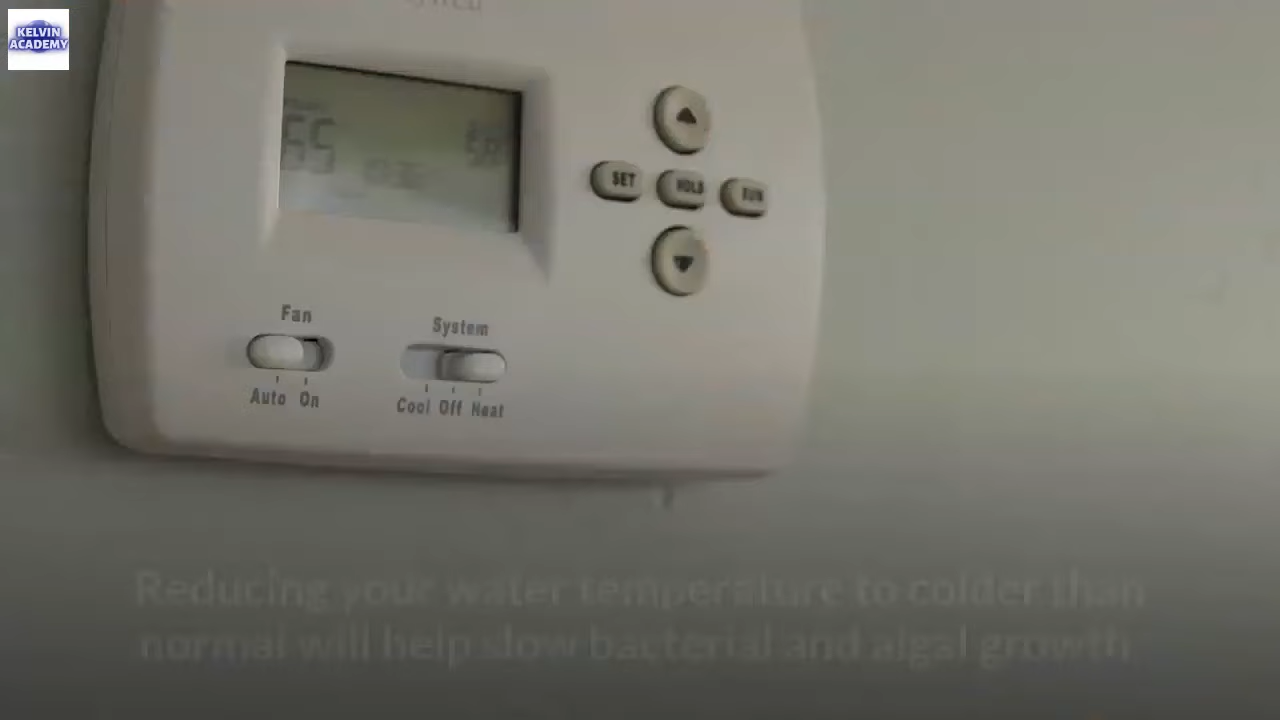 KELVIN
ACADEMY
65
SET
HOLD
RUN
Fan
System
Auto On
Cool Off Heat
Reducing your water temperature to colder than
normal will help slow bacterial and algal growth